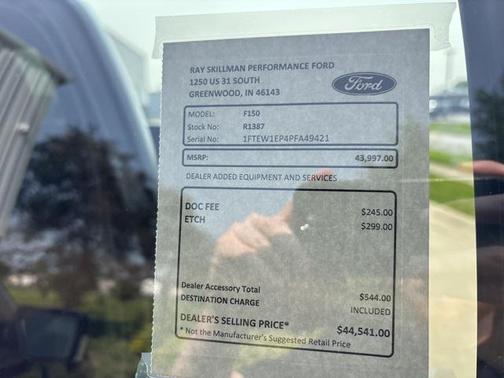 RAY SKILLMAN PERFORMANCE FORD
1250 US 31 SOUTH
GREENWOOD, IN 46143
Ford
MODEL: F150
Stock No: R1387
Serial No: 1FTEW1EP4PFA49421
MSRP: 43,997.00
DEALER ADDED EQUIPMENT AND SERVICES
DOC FEE $245.00
ETCH $299.00
Dealer Accessory Total $544.00
DESTINATION CHARGE INCLUDED
DEALER'S SELLING PRICE* $44,541.00
* Not the Manufacturer's Suggested Retail Price